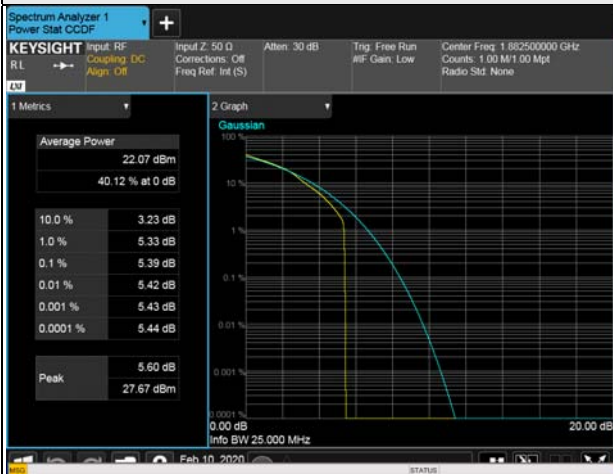 Spectrum Analyzer 1
Power Stat CCDF
+
KEYSIGHT
RL
LXI
Input: RF
Coupling: DC
Align: Off
Input Z: 50 Ω
Corrections: Off
Freq Ref: Int (S)
Atten: 30 dB
Trig: Free Run
#IF Gain: Low
Center Freq: 1.882500000 GHz
Counts: 1.00 M/1.00 Mpt
Radio Std: None
1 Metrics
Average Power
22.07 dBm
40.12 % at 0 dB
10.0 % 3.23 dB
1.0 % 5.33 dB
0.1 % 5.39 dB
0.01 % 5.42 dB
0.001 % 5.43 dB
0.0001 % 5.44 dB
Peak 5.60 dB
27.67 dBm
2 Graph
Gaussian
100 %
10 %
1 %
0.1 %
0.01 %
0.001 %
0.0001 %
0.00 dB 20.00 dB
Info BW 25.000 MHz
Feb 10, 2020
MSG STATUS